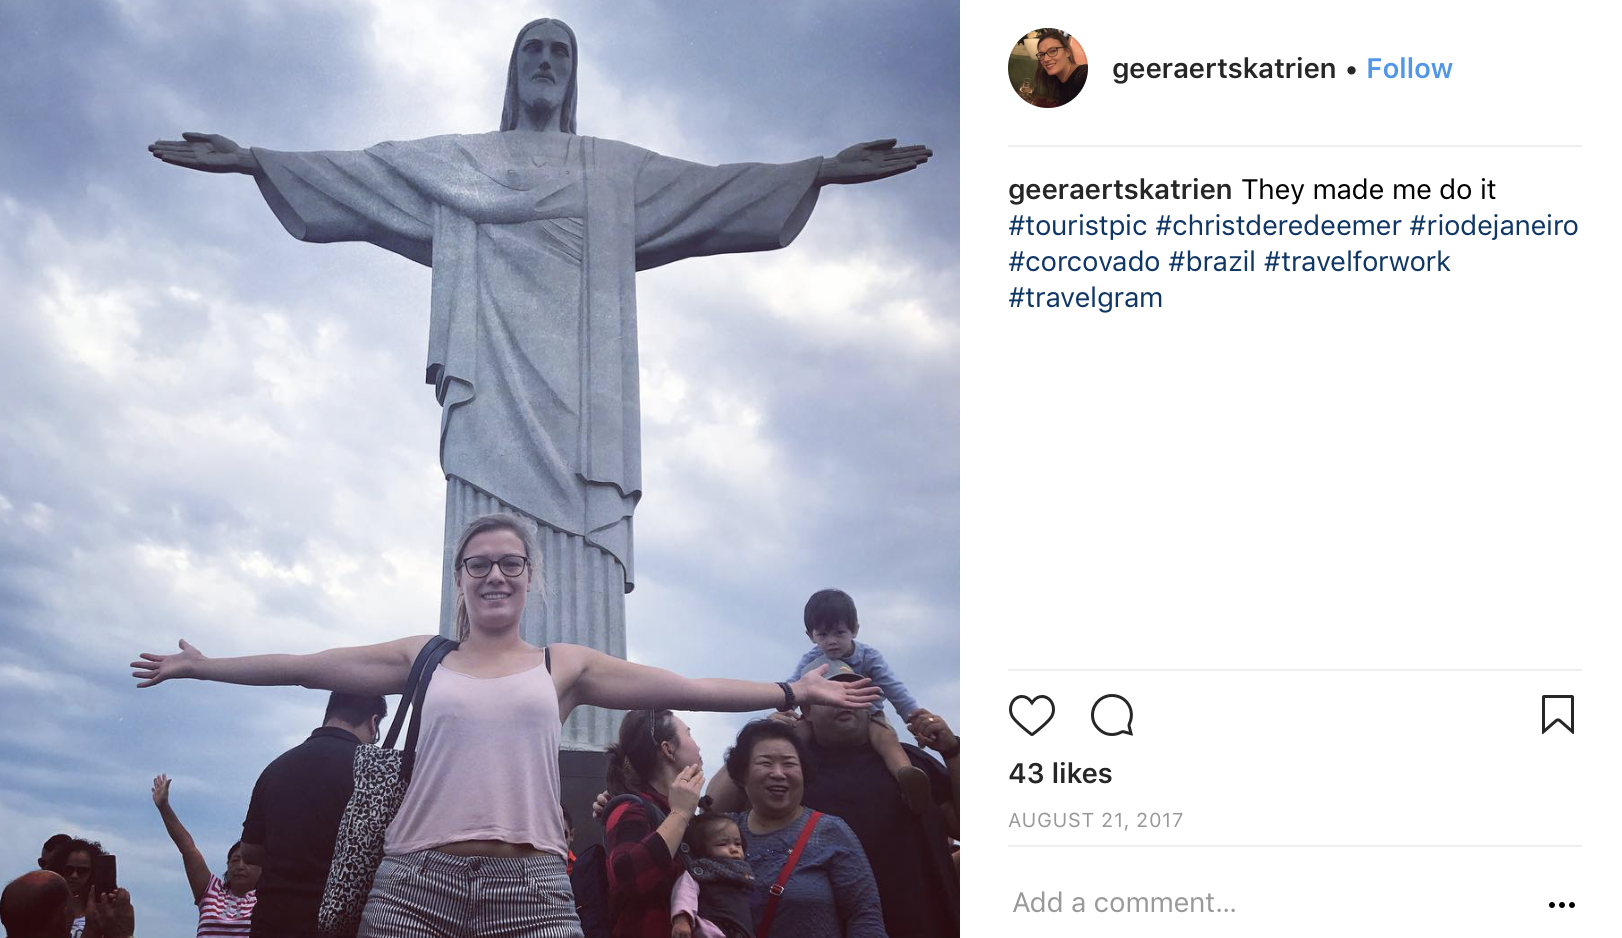 geeraertskatrien • Follow
geeraertskatrien They made me do it
#touristpic #christderedeemer #riodejaneiro
#corcovado #brazil #travelforwork
#travelgram
43 likes
AUGUST 21, 2017
Add a comment...